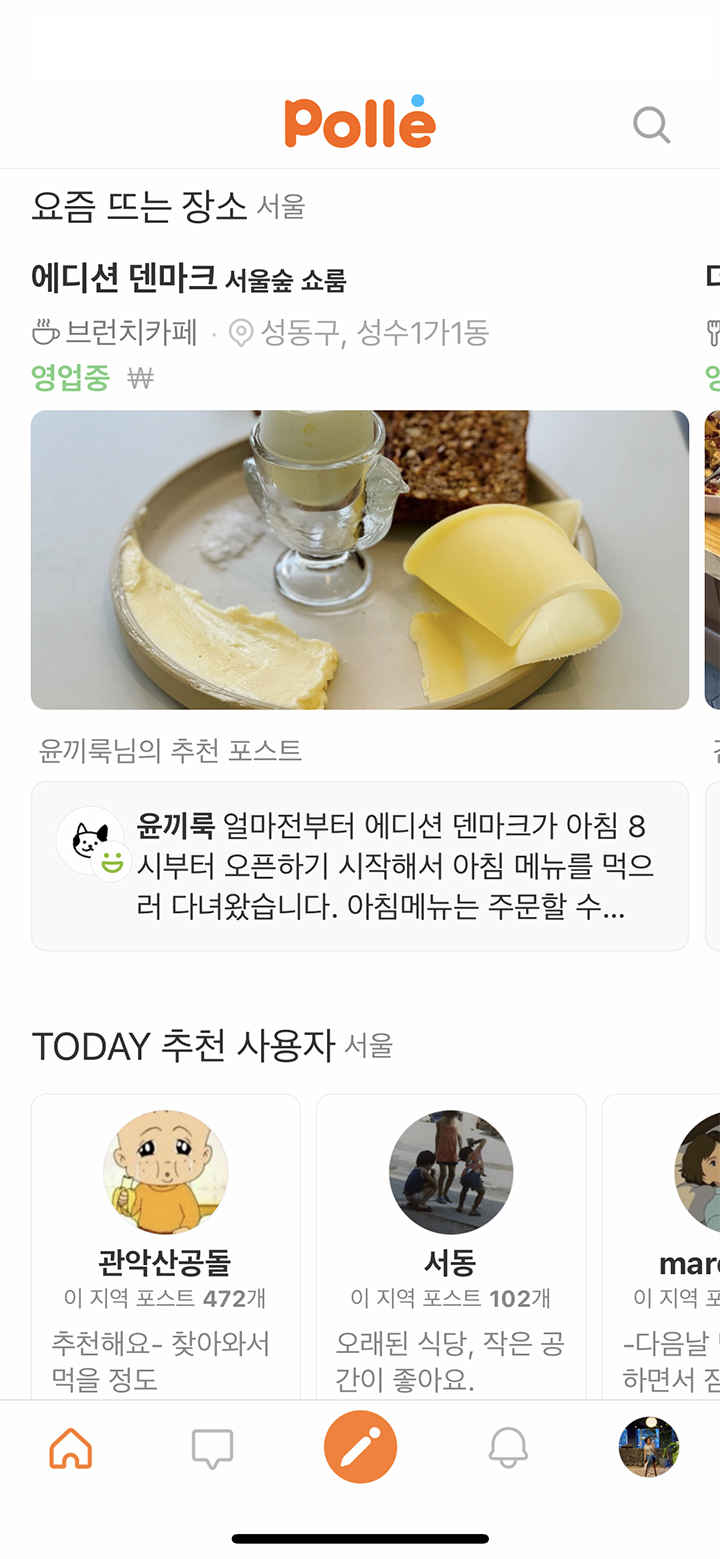 Polle
요즘 뜨는 장소 서울
에디션 덴마크 서울숲 쇼룸
브런치카페 · 성동구, 성수1가1동
영업중 ₩
윤끼룩님의 추천 포스트
윤끼룩 얼마전부터 에디션 덴마크가 아침 8
시부터 오픈하기 시작해서 아침 메뉴를 먹으
러 다녀왔습니다. 아침메뉴는 주문할 수...
TODAY 추천 사용자 서울
관악산공돌
이 지역 포스트 472개
추천해요- 찾아와서
먹을 정도
서동
이 지역 포스트 102개
오래된 식당, 작은 공
간이 좋아요.
mar
이 지역 포
-다음날
하면서 잠